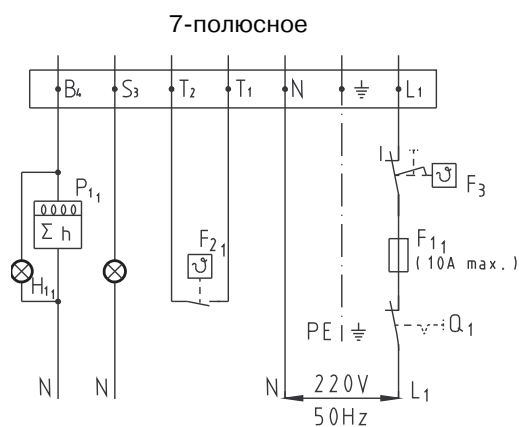 7-полюсное
B4 S3 T2 T1 N L1
P11
Σ h
H11
F21
ϑ
ϑ
F3
F11
(10A max.)
PE
Q1
N N N 220V L1
50Hz